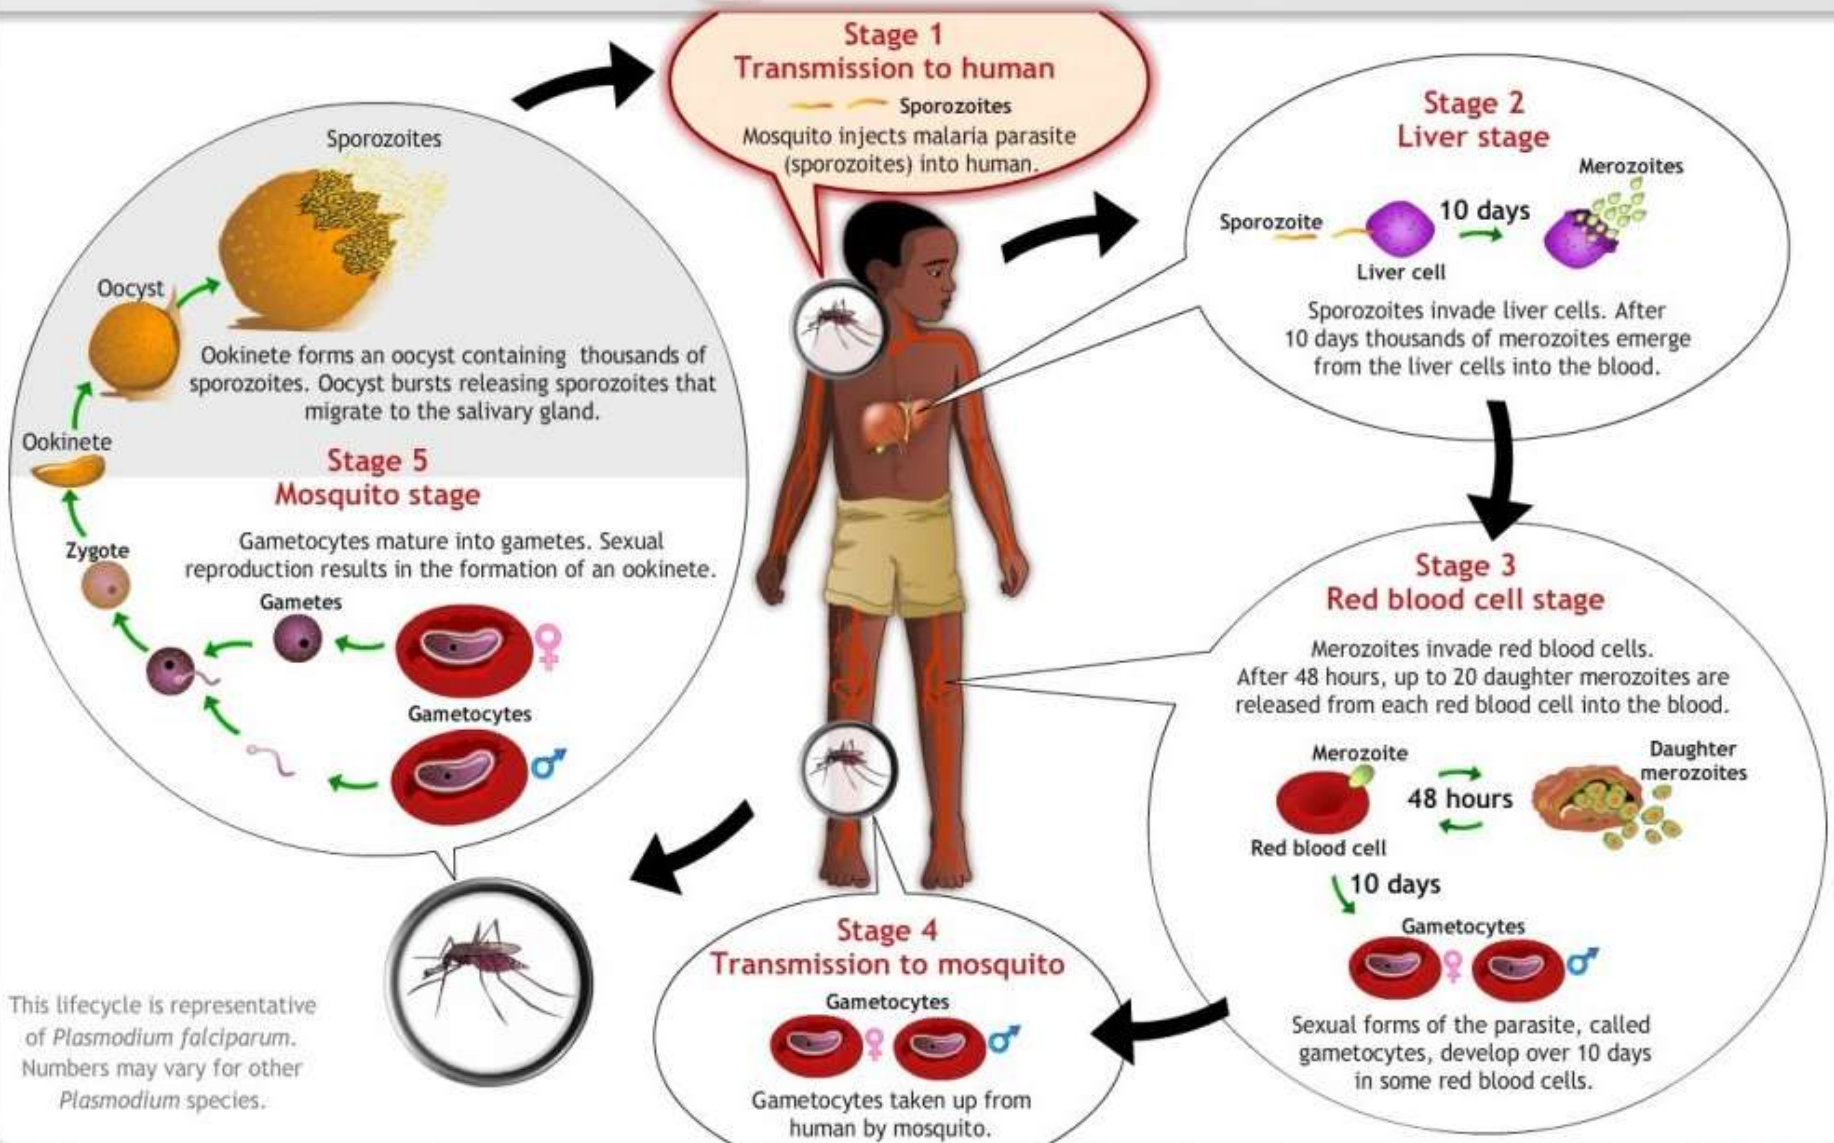 Stage 1
Transmission to human
Sporozoites
Mosquito injects malaria parasite
(sporozoites) into human.
Stage 2
Liver stage
Merozoites
Sporozoite
10 days
Liver cell
Sporozoites invade liver cells. After
10 days thousands of merozoites emerge
from the liver cells into the blood.
Stage 3
Red blood cell stage
Merozoites invade red blood cells.
After 48 hours, up to 20 daughter merozoites are
released from each red blood cell into the blood.
Merozoite
Daughter
merozoites
48 hours
Red blood cell
10 days
Gametocytes
Sexual forms of the parasite, called
gametocytes, develop over 10 days
in some red blood cells.
Stage 4
Transmission to mosquito
Gametocytes
Gametocytes taken up from
human by mosquito.
Sporozoites
Oocyst
Ookinete forms an oocyst containing thousands of
sporozoites. Oocyst bursts releasing sporozoites that
migrate to the salivary gland.
Ookinete
Stage 5
Mosquito stage
Gametocytes mature into gametes. Sexual
reproduction results in the formation of an ookinete.
Zygote
Gametes
Gametocytes
This lifecycle is representative
of Plasmodium falciparum.
Numbers may vary for other
Plasmodium species.